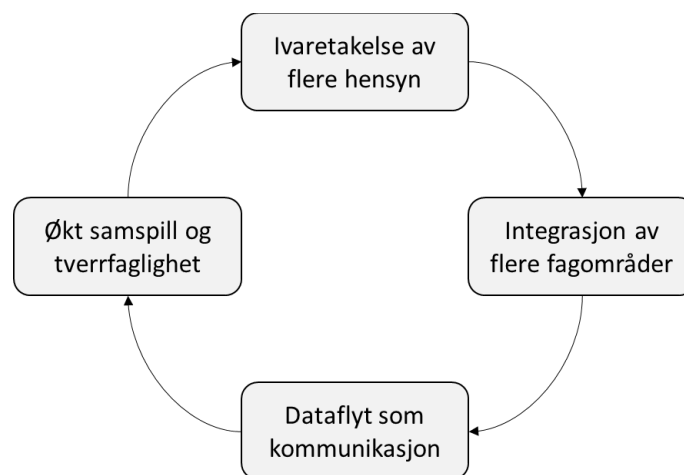 Ivaretakelse av
flere hensyn
Integrasjon av
flere fagområder
Dataflyt som
kommunikasjon
Økt samspill og
tverrfaglighet